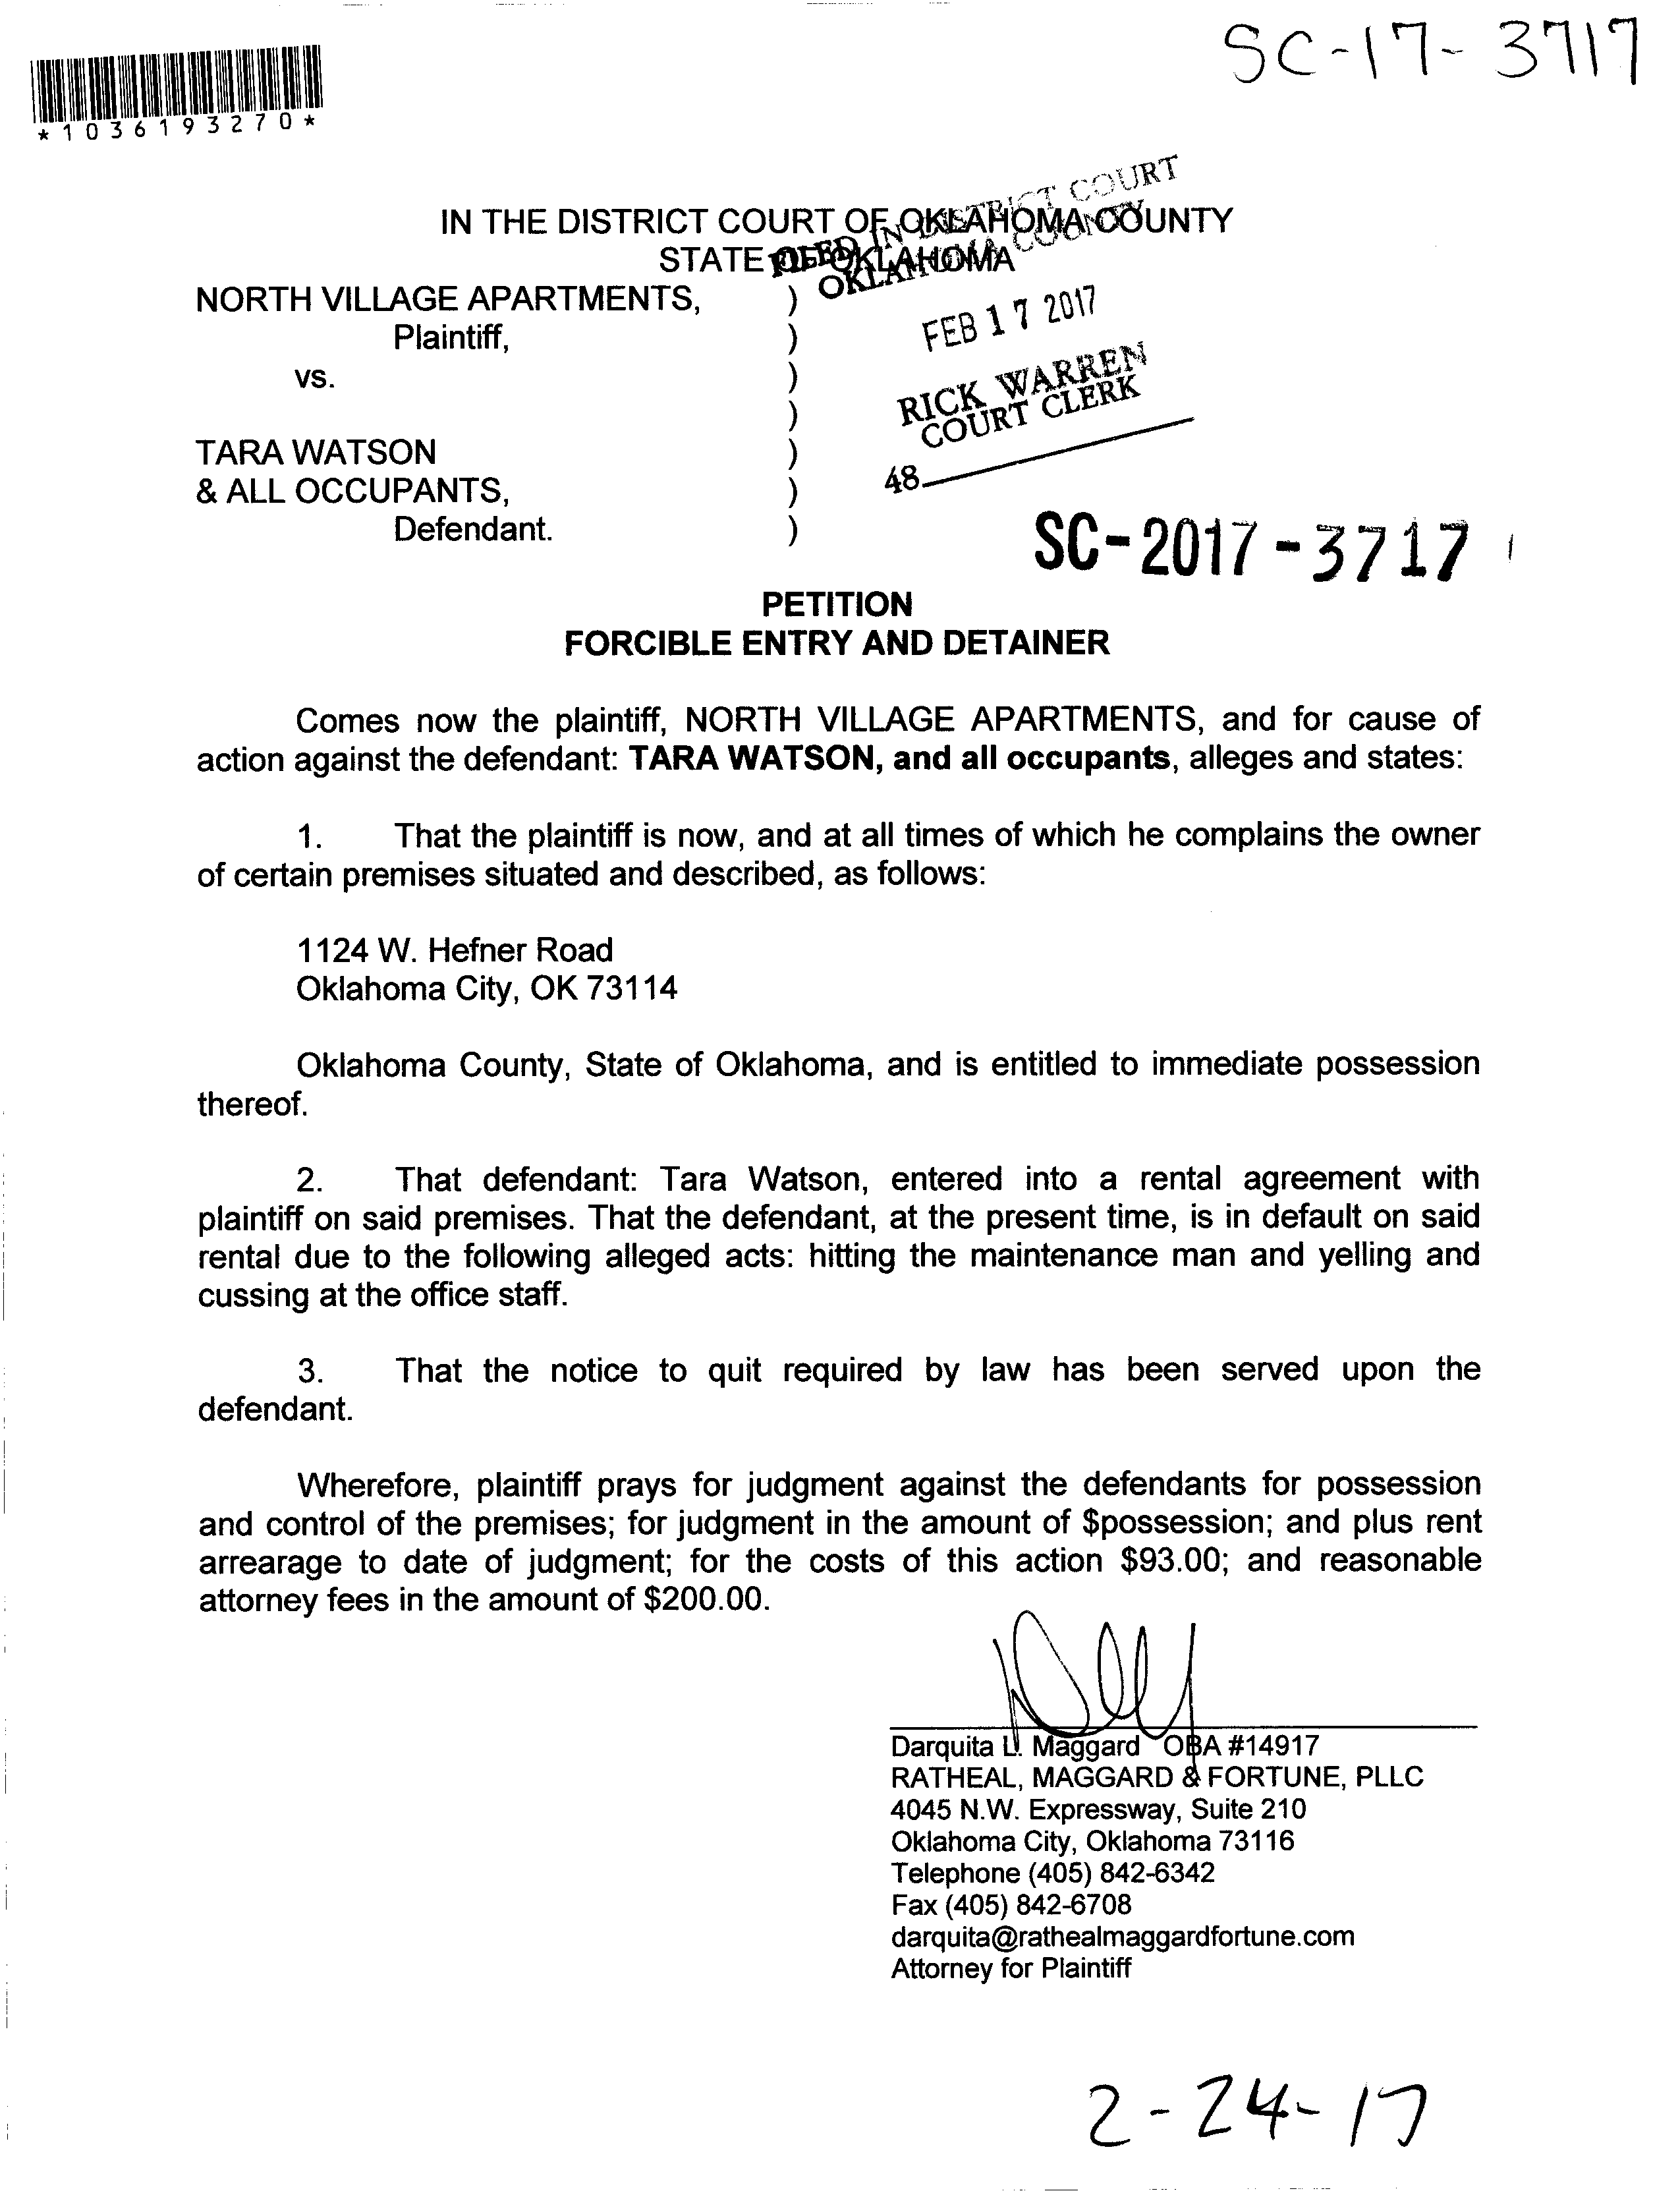 SC-17-3717
*1036193270*
IN THE DISTRICT COURT OF OKLAHOMA COUNTY
STATE OF OKLAHOMA
FILED IN DISTRICT COURT
OKLAHOMA COUNTY
FEB 17 2017
RICK WARREN
COURT CLERK
48
NORTH VILLAGE APARTMENTS, )
Plaintiff, )
vs. )
)
TARA WATSON )
& ALL OCCUPANTS, )
Defendant. )
SC-2017-3717
PETITION
FORCIBLE ENTRY AND DETAINER
Comes now the plaintiff, NORTH VILLAGE APARTMENTS, and for cause of
action against the defendant: TARA WATSON, and all occupants, alleges and states:
1. That the plaintiff is now, and at all times of which he complains the owner
of certain premises situated and described, as follows:
1124 W. Hefner Road
Oklahoma City, OK 73114
Oklahoma County, State of Oklahoma, and is entitled to immediate possession
thereof.
2. That defendant: Tara Watson, entered into a rental agreement with
plaintiff on said premises. That the defendant, at the present time, is in default on said
rental due to the following alleged acts: hitting the maintenance man and yelling and
cussing at the office staff.
3. That the notice to quit required by law has been served upon the
defendant.
Wherefore, plaintiff prays for judgment against the defendants for possession
and control of the premises; for judgment in the amount of $possession; and plus rent
arrearage to date of judgment; for the costs of this action $93.00; and reasonable
attorney fees in the amount of $200.00.
Darquita L. Maggard OBA #14917
RATHEAL, MAGGARD & FORTUNE, PLLC
4045 N.W. Expressway, Suite 210
Oklahoma City, Oklahoma 73116
Telephone (405) 842-6342
Fax (405) 842-6708
darquita@rathealmaggardfortune.com
Attorney for Plaintiff
2-24-17